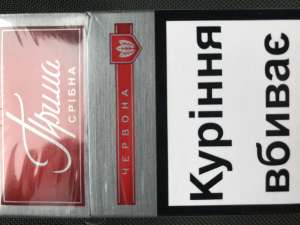 Прима
СРІБНА
ЧЕРВОНА
Куріння
вбиває